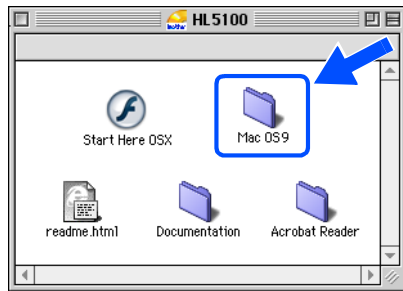 HL5100
Start Here OSX
Mac OS9
readme.html
Documentation
Acrobat Reader